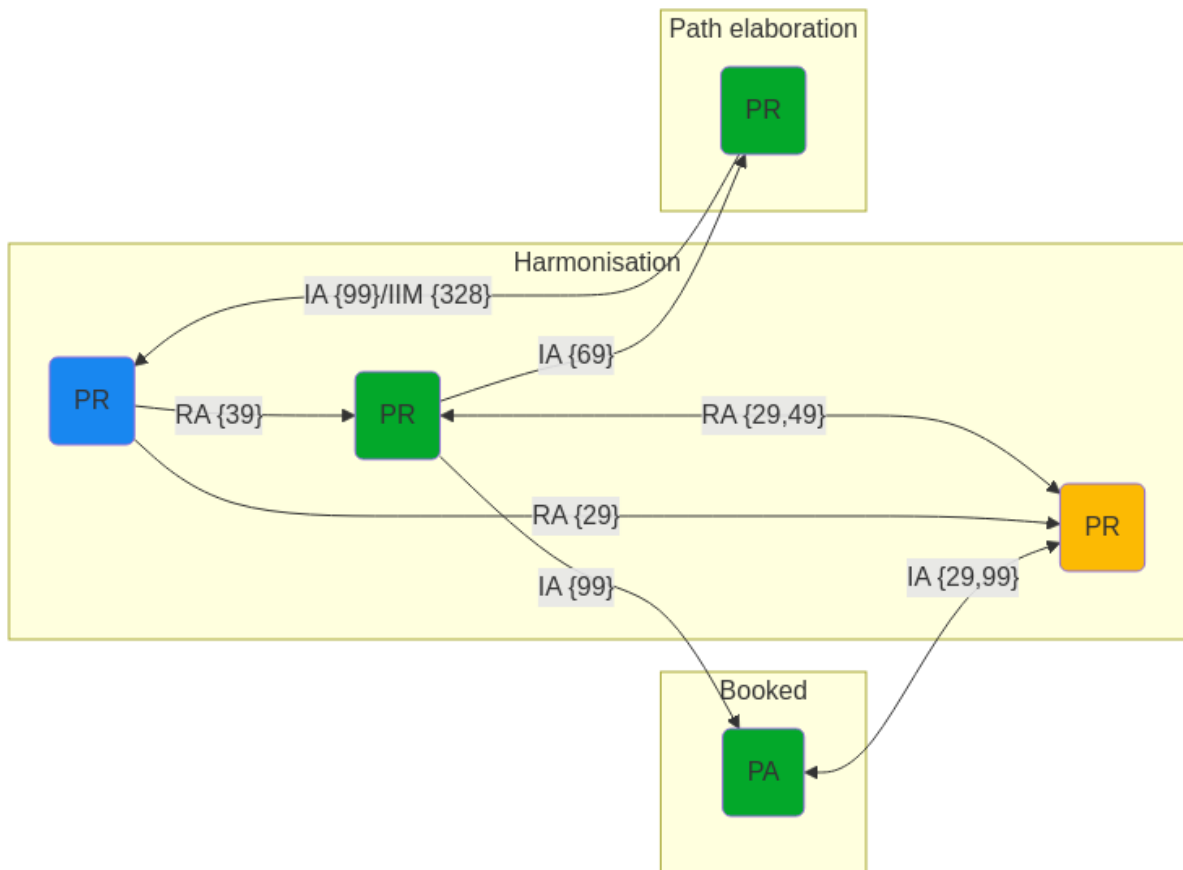 Path elaboration
PR
Harmonisation
IA {99}/IIM {328}
IA {69}
PR
RA {39}
PR
RA {29,49}
RA {29}
PR
IA {99}
IA {29,99}
Booked
PA